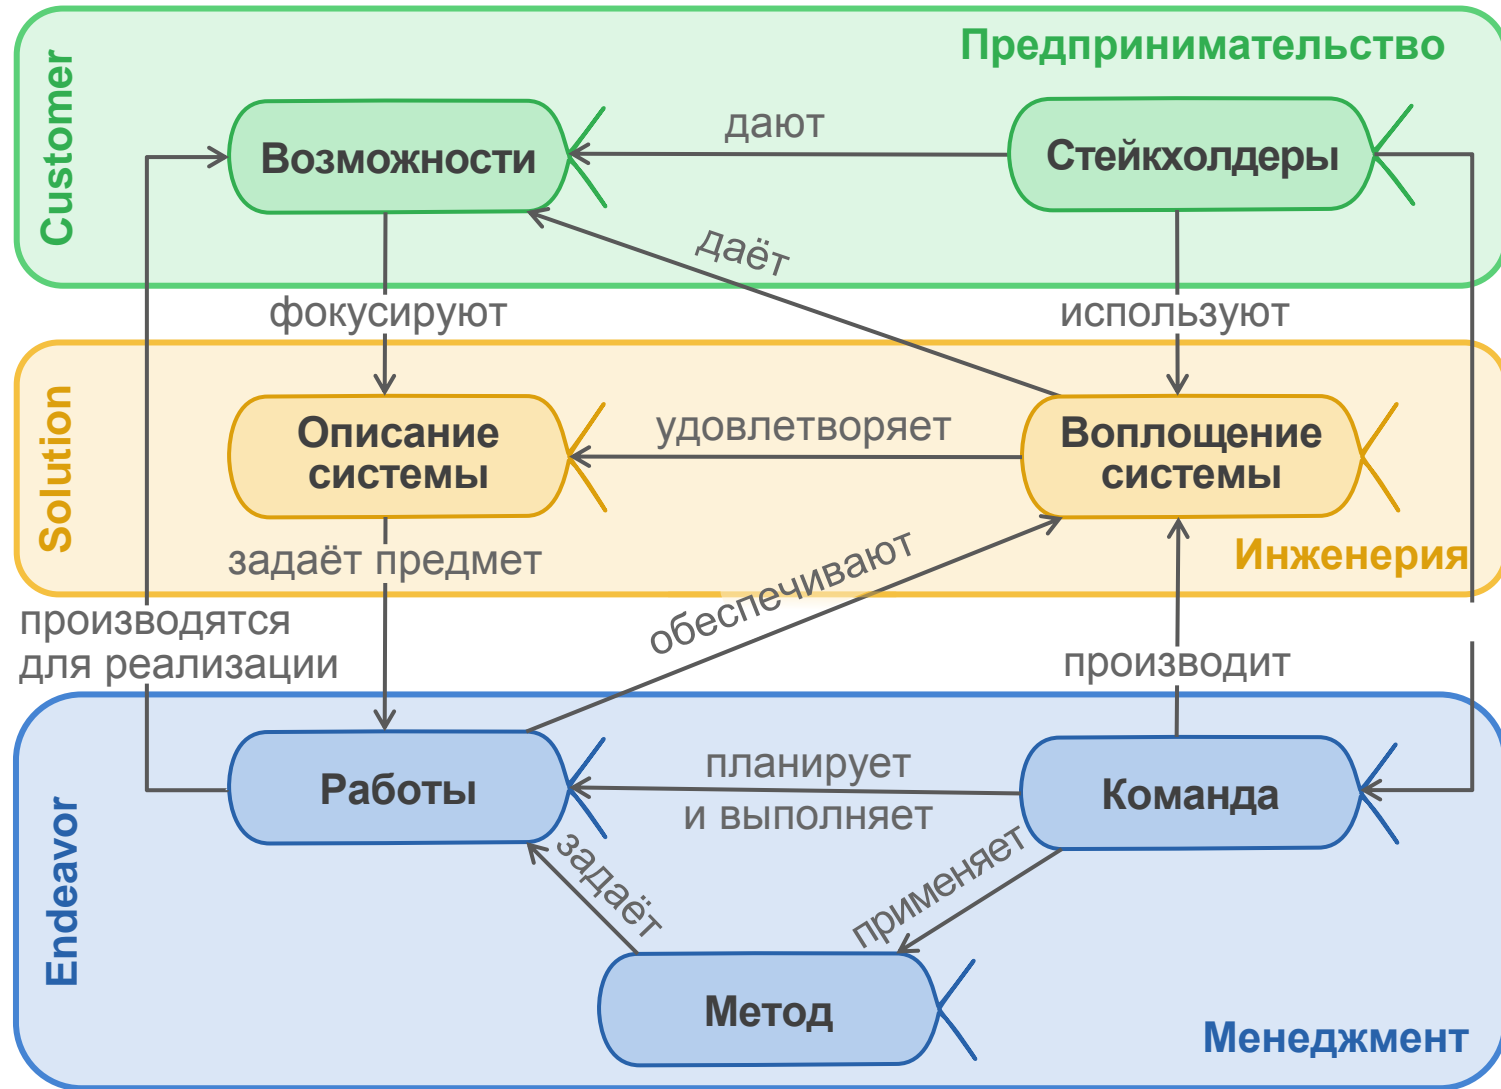 Customer
Предпринимательство
Возможности
дают
Стейкхолдеры
даёт
фокусируют
используют
Solution
Описание
системы
удовлетворяет
Воплощение
системы
Инженерия
задаёт предмет
обеспечивают
производятся
для реализации
производит
Endeavor
Работы
планирует
и выполняет
Команда
задаёт
применяет
Метод
Менеджмент